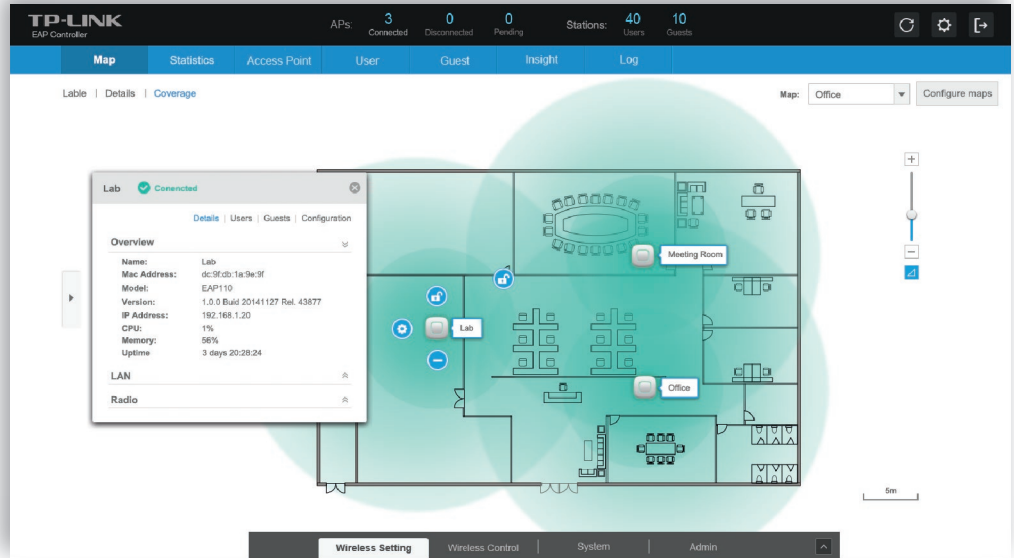 TP-LINK
EAP Controller
APs: 3 Connected 0 Disconnected 0 Pending Stations: 40 Users 10 Guests
Map Statistics Access Point User Guest Insight Log
Lable | Details | Coverage
Map: Office Configure maps
Lab Conencted
Details | Users | Guests | Configuration
Overview
Name: Lab
Mac Address: dc:9f:db:1a:9e:9f
Model: EAP110
Version: 1.0.0 Buid 20141127 Rel. 43877
IP Address: 192.168.1.20
CPU: 1%
Memory: 56%
Uptime 3 days 20:28:24
LAN
Radio
Meeting Room
Lab
Office
5m
Wireless Setting Wireless Control | System | Admin